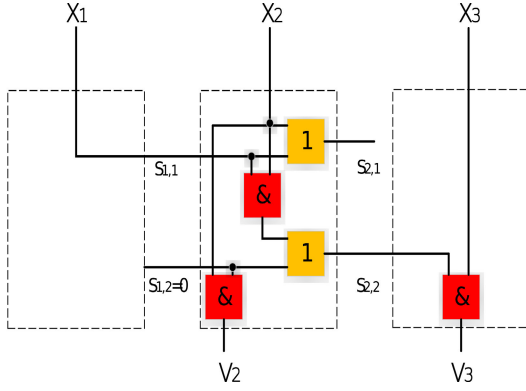 X1 X2 X3
1
S1,1 S2,1
&
1
S1,2=0 S2,2
& &
V2 V3